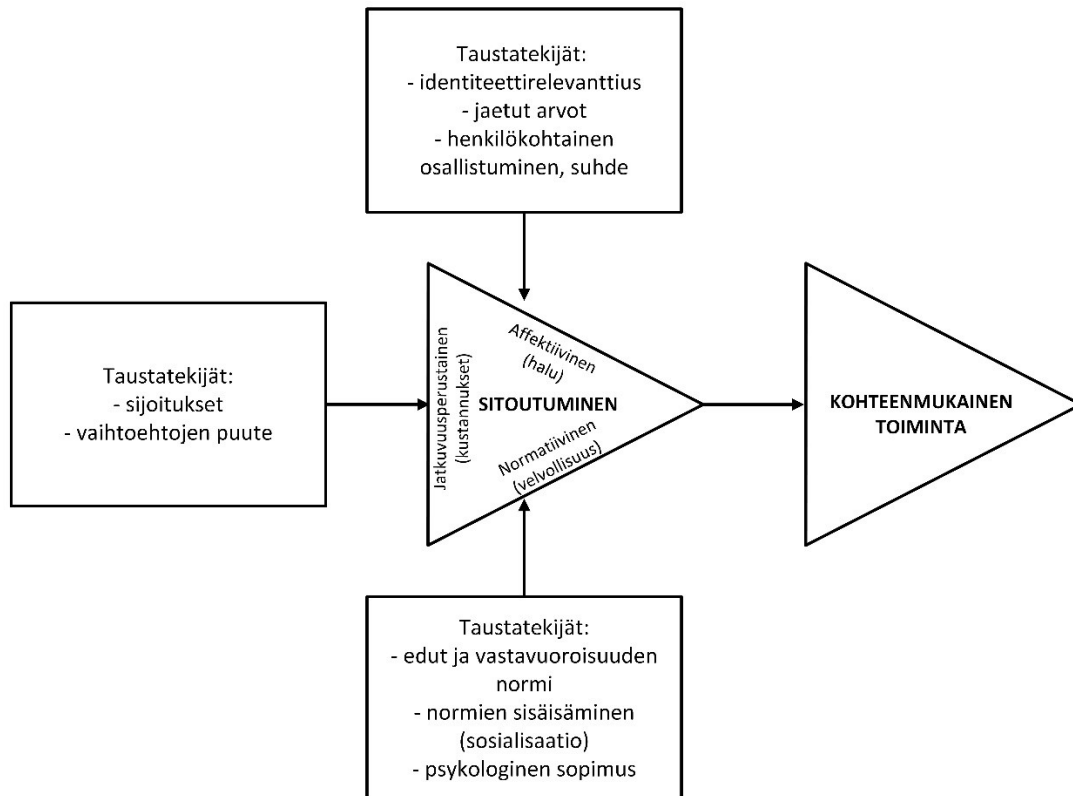 Taustatekijät:
- identiteettirelevanttius
- jaetut arvot
- henkilökohtainen
osallistuminen, suhde
Taustatekijät:
- sijoitukset
- vaihtoehtojen puute
Jatkuvuusperustainen
(kustannukset)
Affektiivinen
(halu)
SITOUTUMINEN
Normatiivinen
(velvollisuus)
KOHTEENMUKAINEN
TOIMINTA
Taustatekijät:
- edut ja vastavuoroisuuden
normi
- normien sisäisäminen
(sosialisaatio)
- psykologinen sopimus